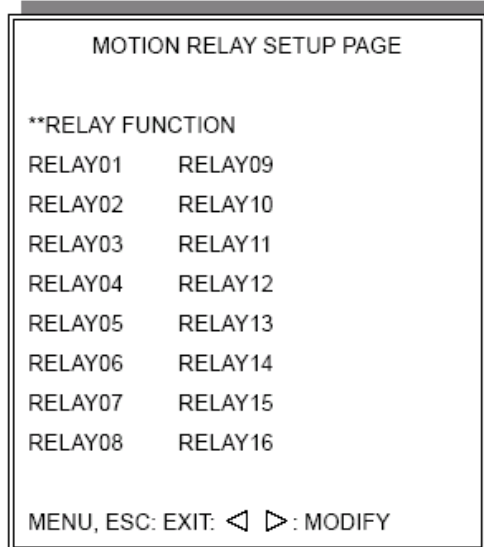 MOTION RELAY SETUP PAGE
**RELAY FUNCTION
RELAY01 RELAY09
RELAY02 RELAY10
RELAY03 RELAY11
RELAY04 RELAY12
RELAY05 RELAY13
RELAY06 RELAY14
RELAY07 RELAY15
RELAY08 RELAY16
MENU, ESC: EXIT: ◁ ▷: MODIFY